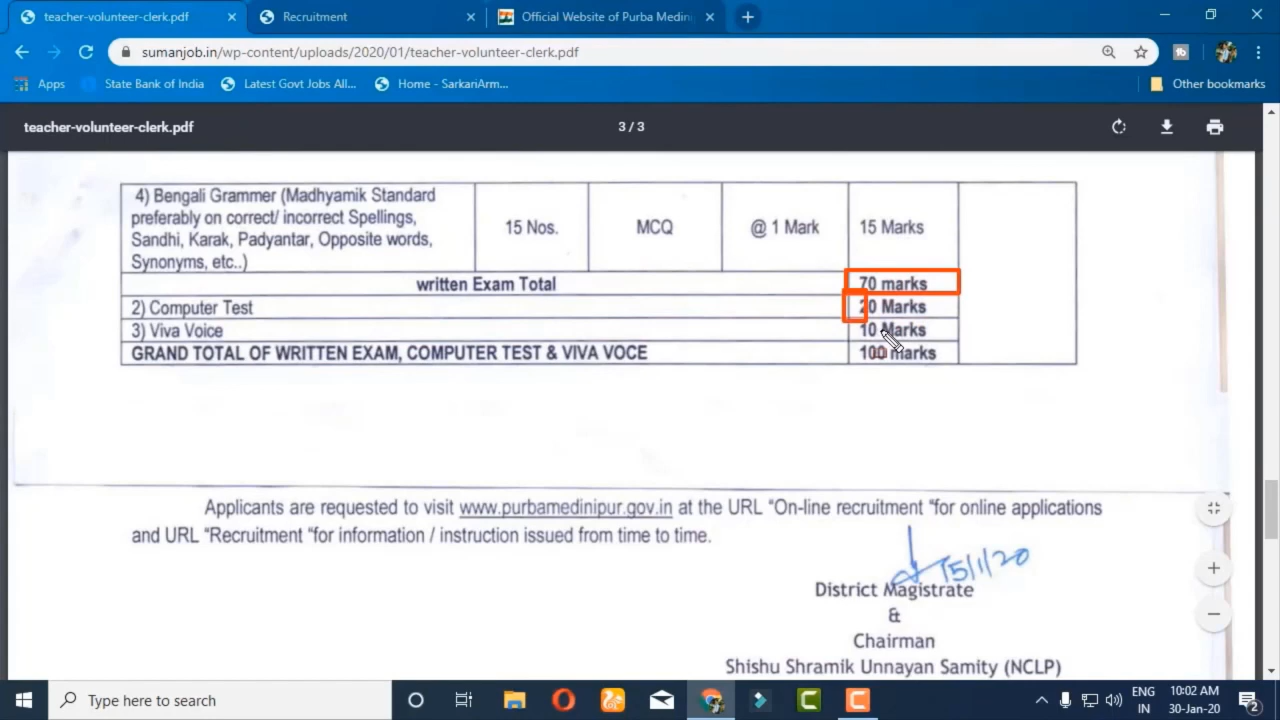 teacher-volunteer-clerk.pdf
Recruitment
Official Website of Purba Medini
sumanjob.in/wp-content/uploads/2020/01/teacher-volunteer-clerk.pdf
Apps
State Bank of India
Latest Govt Jobs All...
Home - SarkariArm...
Other bookmarks
teacher-volunteer-clerk.pdf
3 / 3
4) Bengali Grammer (Madhyamik Standard
preferably on correct/ incorrect Spellings,
Sandhi, Karak, Padyantar, Opposite words,
Synonyms, etc..)
15 Nos.
MCQ
@ 1 Mark
15 Marks
written Exam Total
70 marks
2) Computer Test
20 Marks
3) Viva Voice
10 Marks
GRAND TOTAL OF WRITTEN EXAM, COMPUTER TEST & VIVA VOCE
100 marks
Applicants are requested to visit www.purbamedinipur.gov.in at the URL "On-line recruitment "for online applications
and URL "Recruitment "for information / instruction issued from time to time.
15/1/20
District Magistrate
&
Chairman
Shishu Shramik Unnayan Samity (NCLP)
Type here to search
ENG
IN
10:02 AM
30-Jan-20
2